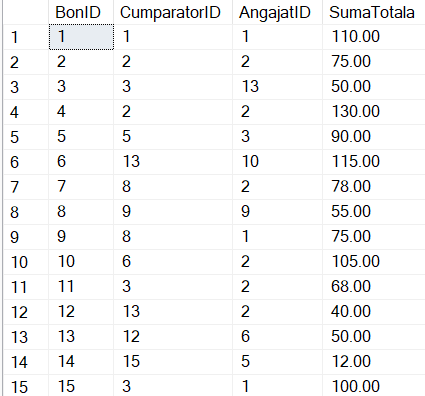 BonID CumparatorID AngajatID SumaTotala
1 1 1 1 110.00
2 2 2 2 75.00
3 3 3 13 50.00
4 4 2 2 130.00
5 5 5 3 90.00
6 6 13 10 115.00
7 7 8 2 78.00
8 8 9 9 55.00
9 9 8 1 75.00
10 10 6 2 105.00
11 11 3 2 68.00
12 12 13 2 40.00
13 13 12 6 50.00
14 14 15 5 12.00
15 15 3 1 100.00